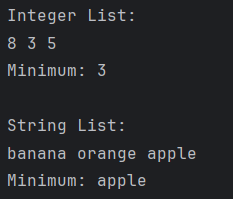 Integer List:
8 3 5
Minimum: 3

String List:
banana orange apple
Minimum: apple